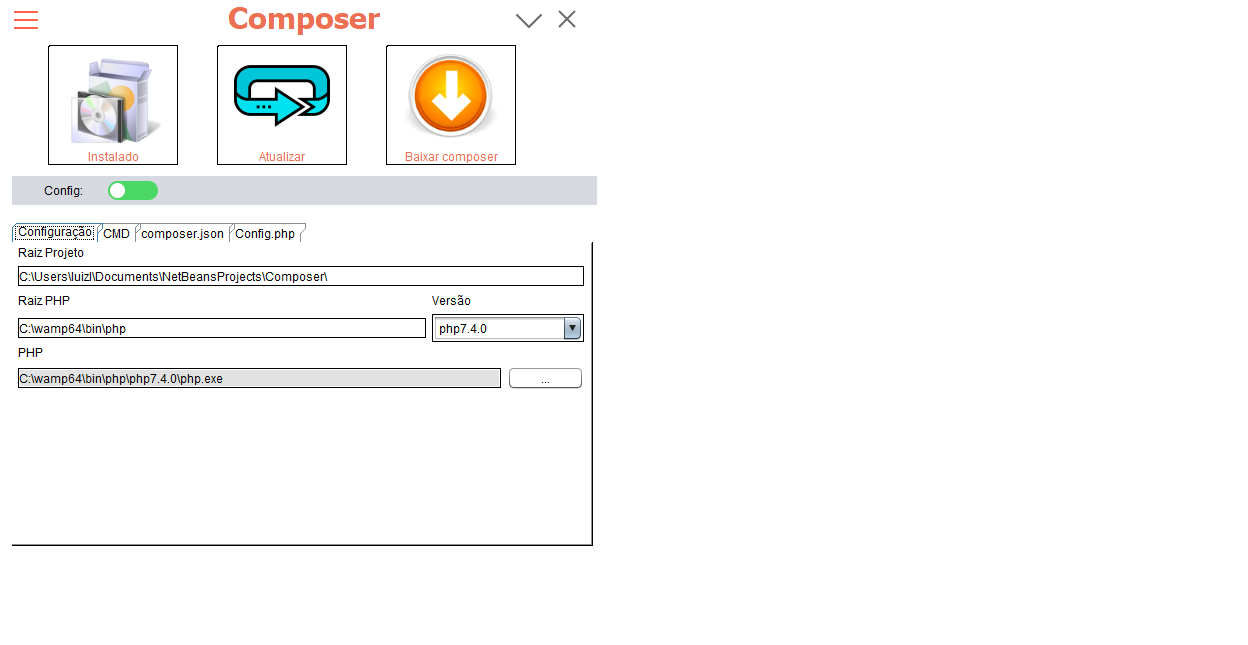 Composer
Instalado
Atualizar
Baixar composer
Config:
Configuração CMD composer.json Config.php
Raiz Projeto
C:\Users\luizl\Documents\NetBeansProjects\Composer\
Raiz PHP Versão
C:\wamp64\bin\php php7.4.0
PHP
C:\wamp64\bin\php\php7.4.0\php.exe ...